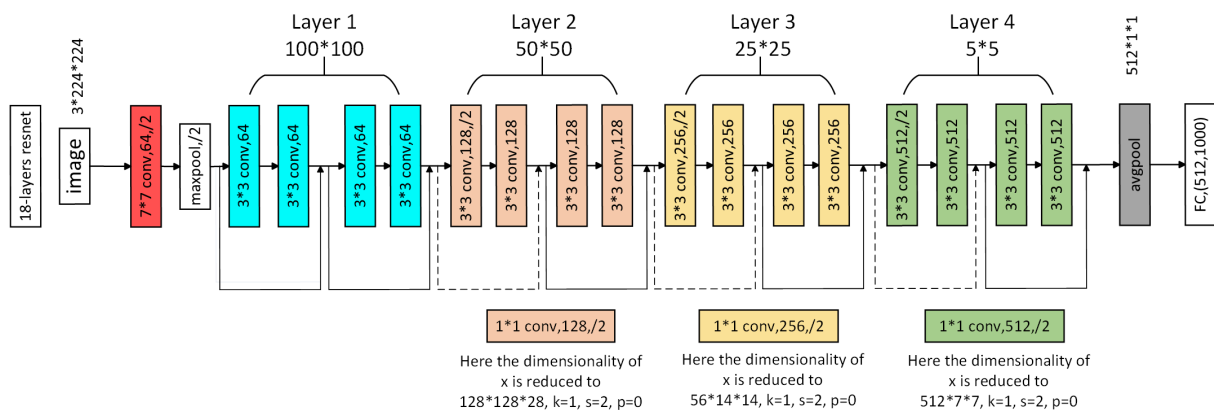 Layer 1
100*100
Layer 2
50*50
Layer 3
25*25
Layer 4
5*5
18-layers resnet
image
3*224*224
7*7 conv,64,/2
maxpool,/2
3*3 conv,64
3*3 conv,64
3*3 conv,64
3*3 conv,64
3*3 conv,128,/2
3*3 conv,128
3*3 conv,128
3*3 conv,128
3*3 conv,256,/2
3*3 conv,256
3*3 conv,256
3*3 conv,256
3*3 conv,512,/2
3*3 conv,512
3*3 conv,512
3*3 conv,512
512*1*1
avgpool
FC,(512,1000)
1*1 conv,128,/2
Here the dimensionality of
x is reduced to
128*128*28, k=1, s=2, p=0
1*1 conv,256,/2
Here the dimensionality of
x is reduced to
56*14*14, k=1, s=2, p=0
1*1 conv,512,/2
Here the dimensionality of
x is reduced to
512*7*7, k=1, s=2, p=0